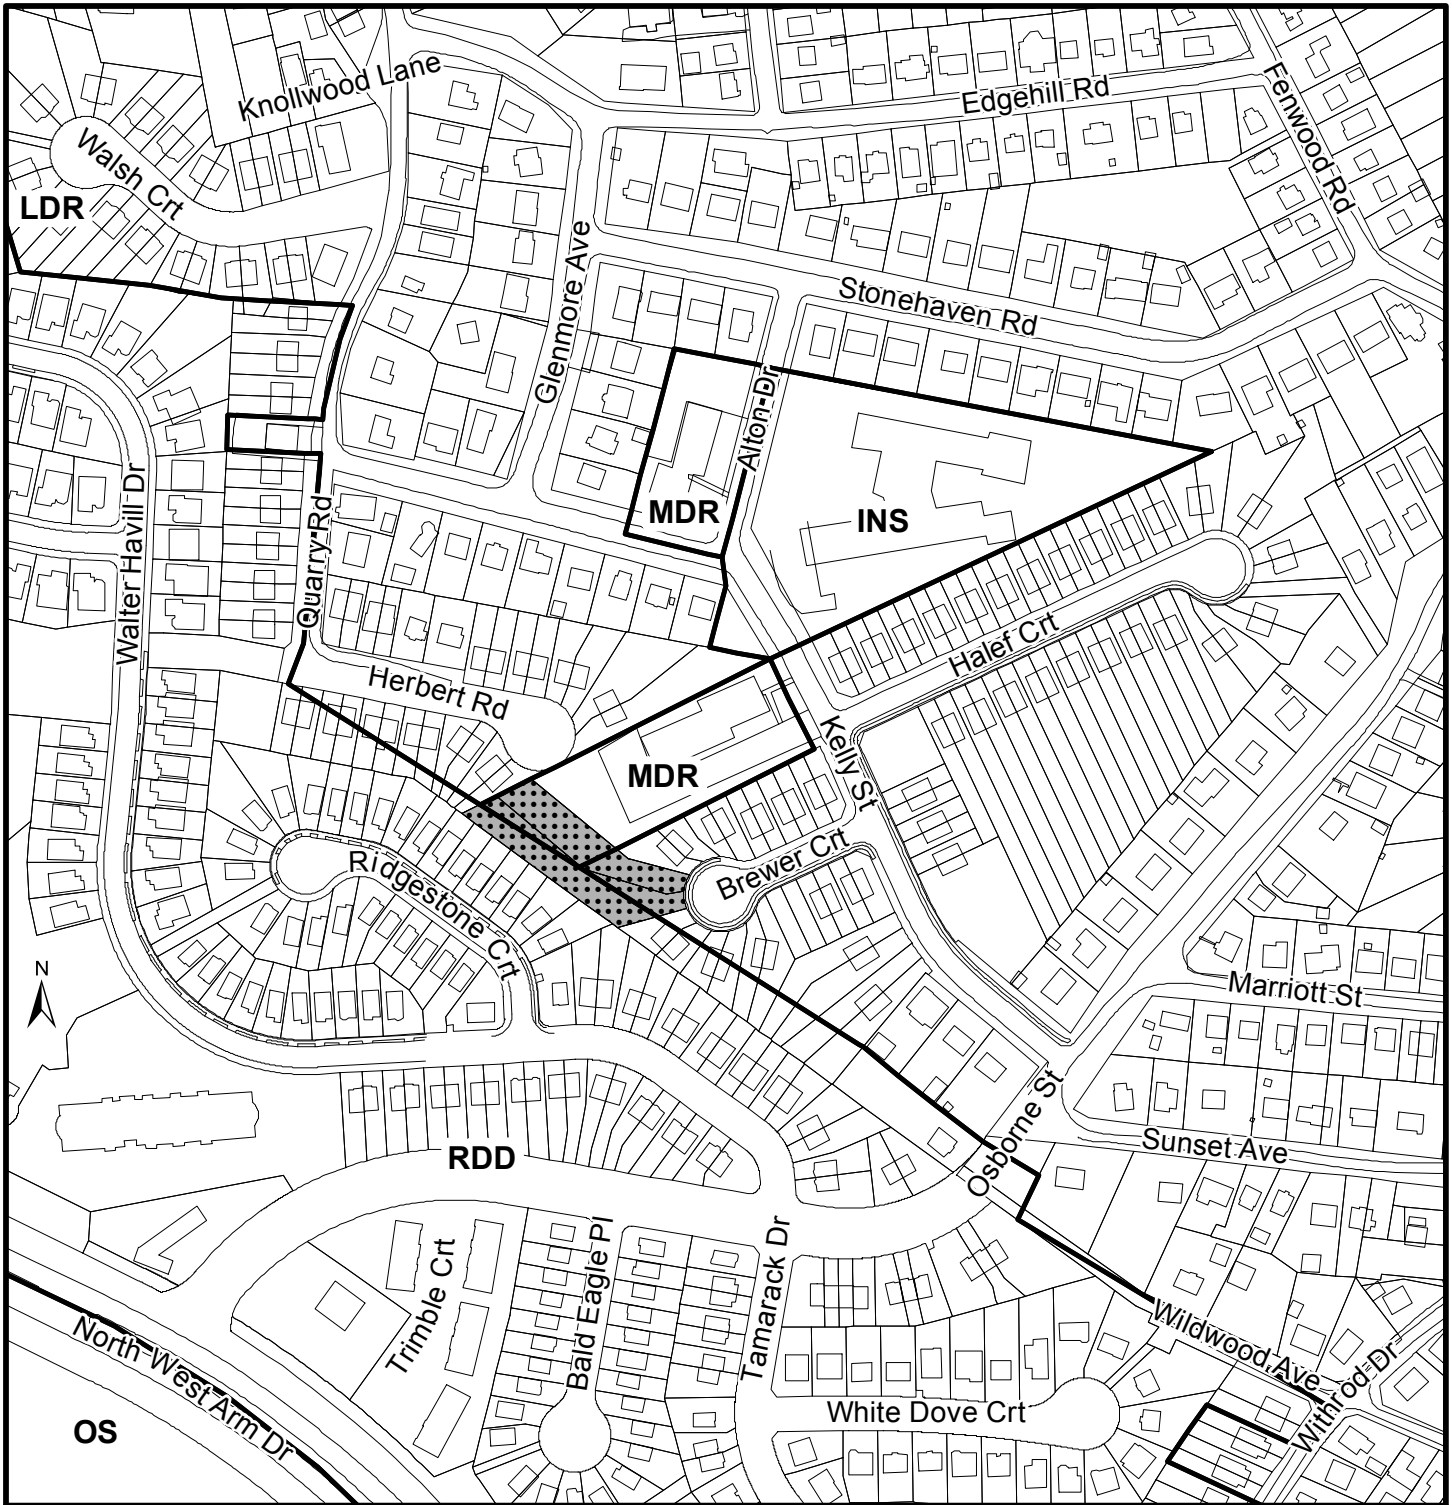 Knollwood Lane
Edgehill Rd
Fenwood Rd
Walsh Crt
LDR
Glenmore Ave
Stonehaven Rd
Alton Dr
MDR
INS
Walter Havill Dr
Quarry Rd
Halef Crt
Herbert Rd
MDR
Kelly St
Brewer Crt
Ridgestone Crt
N
Marriott St
Osborne St
Sunset Ave
RDD
Trimble Crt
Bald Eagle Pl
Tamarack Dr
Wildwood Ave
Withrod Dr
North West Arm Dr
White Dove Crt
OS